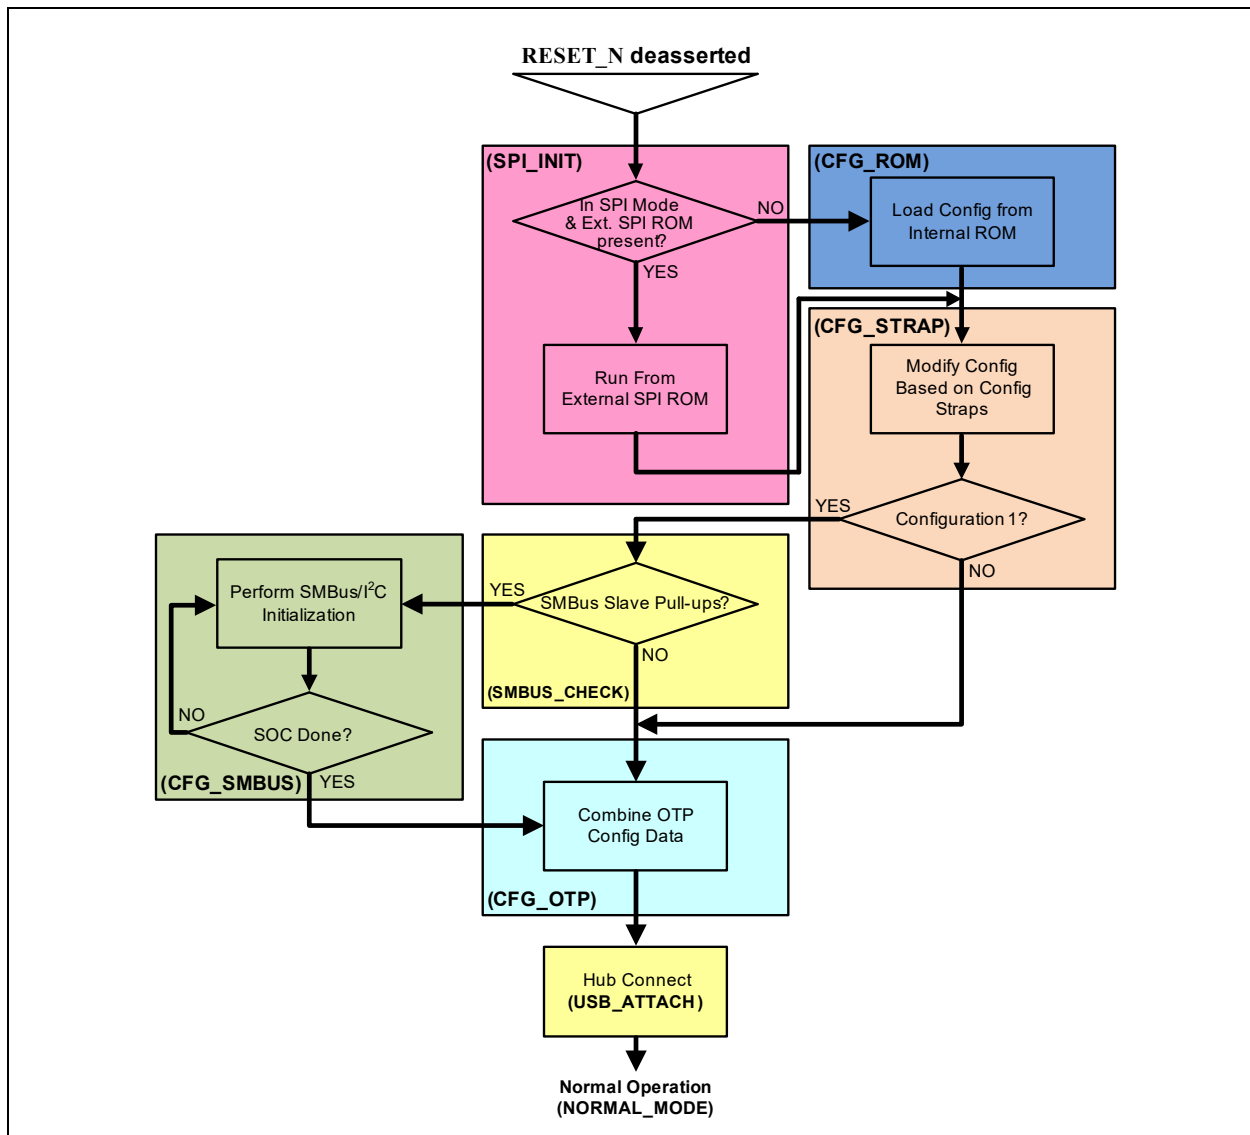 RESET_N deasserted
(SPI_INIT)
In SPI Mode
& Ext. SPI ROM
present?
NO
YES
Run From
External SPI ROM
(CFG_ROM)
Load Config from
Internal ROM
(CFG_STRAP)
Modify Config
Based on Config
Straps
Configuration 1?
YES
NO
SMBus Slave Pull-ups?
YES
NO
(SMBUS_CHECK)
Perform SMBus/I²C
Initialization
SOC Done?
NO
YES
(CFG_SMBUS)
Combine OTP
Config Data
(CFG_OTP)
Hub Connect
(USB_ATTACH)
Normal Operation
(NORMAL_MODE)